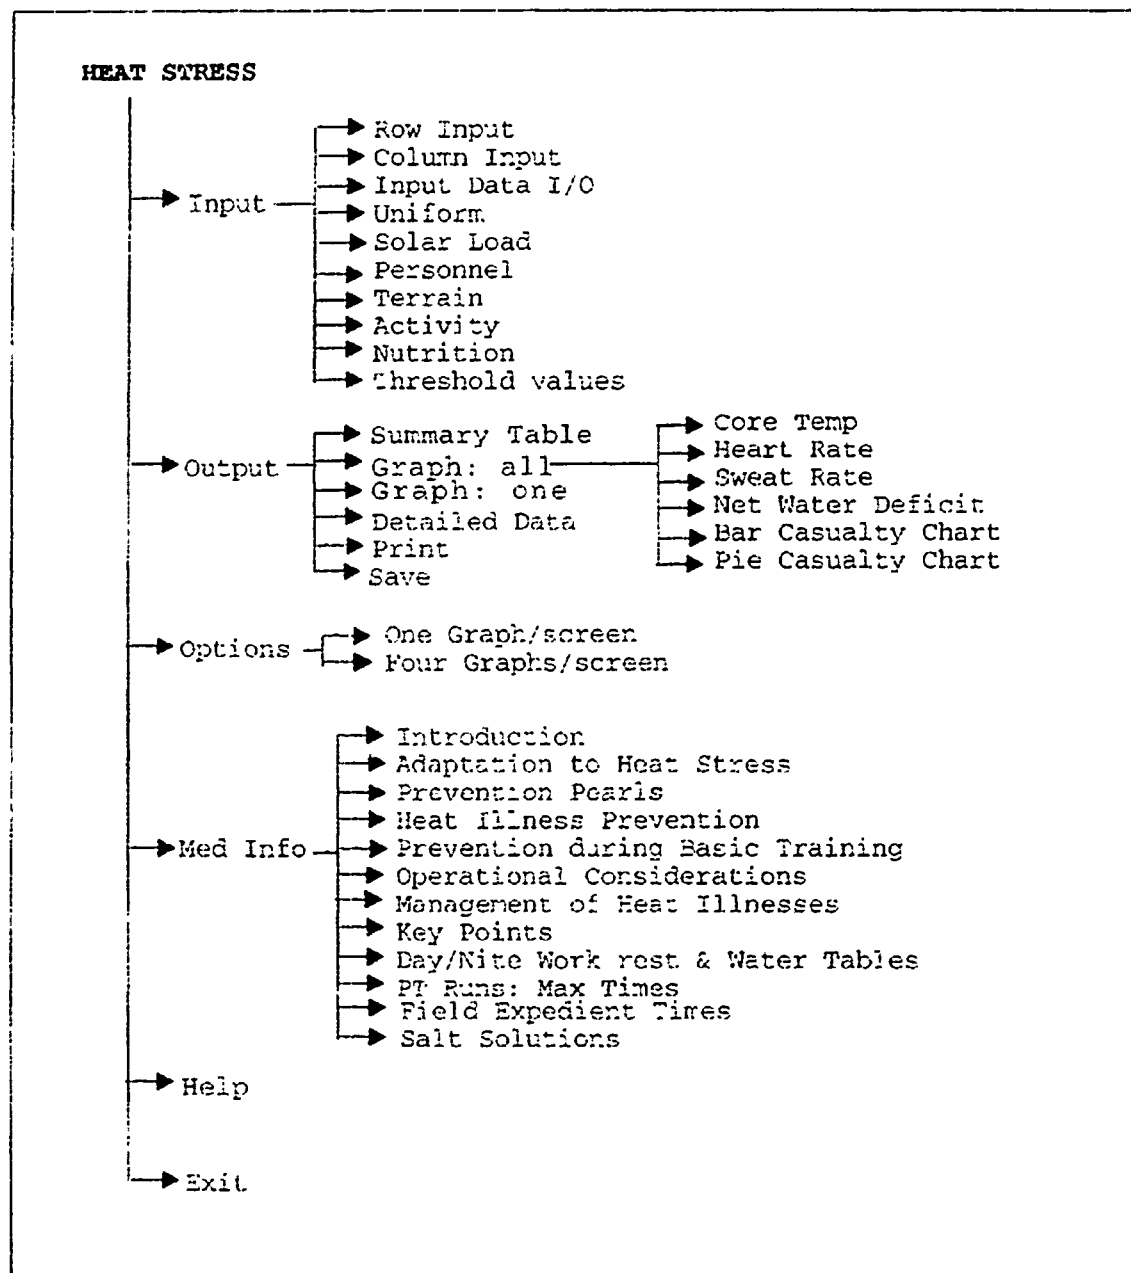 HEAT STRESS
Input
Row Input
Column Input
Input Data I/O
Uniform
Solar Load
Personnel
Terrain
Activity
Nutrition
Threshold values
Output
Summary Table
Graph: all
Graph: one
Detailed Data
Print
Save
Core Temp
Heart Rate
Sweat Rate
Net Water Deficit
Bar Casualty Chart
Pie Casualty Chart
Options
One Graph/screen
Four Graphs/screen
Med Info
Introduction
Adaptation to Heat Stress
Prevention Pearls
Heat Illness Prevention
Prevention during Basic Training
Operational Considerations
Management of Heat Illnesses
Key Points
Day/Nite Work rest & Water Tables
PT Runs: Max Times
Field Expedient Times
Salt Solutions
Help
Exit